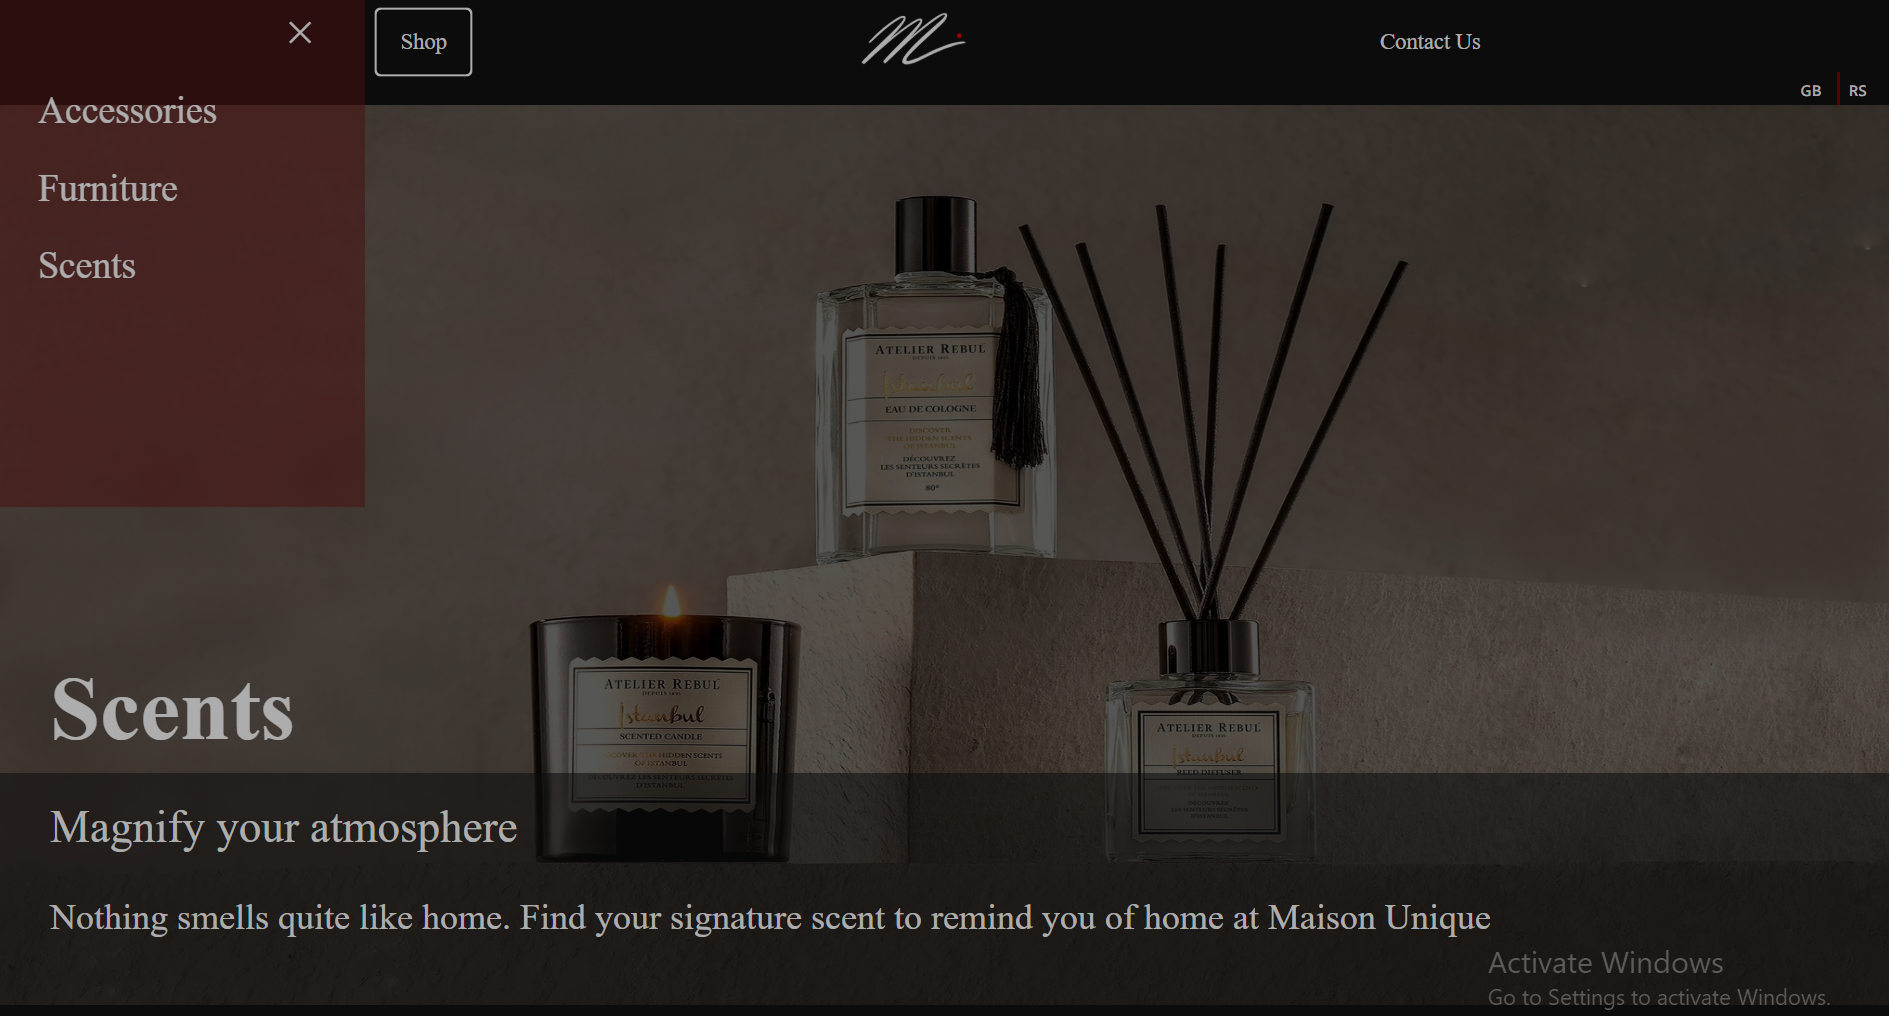 Shop
Contact Us
GB
RS
Accessories
Furniture
Scents
ATELIER REBUL
DEPUIS 1895
İstanbul
EAU DE COLOGNE
DISCOVER
THE HIDDEN SCENTS
OF ISTANBUL
DÉCOUVREZ
LES SENTEURS SECRÈTES
D'ISTANBUL
80°
ATELIER REBUL
DEPUIS 1895
İstanbul
SCENTED CANDLE
DISCOVER THE HIDDEN SCENTS
OF ISTANBUL
DÉCOUVREZ LES SENTEURS SECRÈTES
D'ISTANBUL
ATELIER REBUL
DEPUIS 1895
İstanbul
REED DIFFUSER
DÉCOUVREZ
LES SENTEURS SECRÈTES
D'ISTANBUL
Scents
Magnify your atmosphere
Nothing smells quite like home. Find your signature scent to remind you of home at Maison Unique
Activate Windows
Go to Settings to activate Windows.